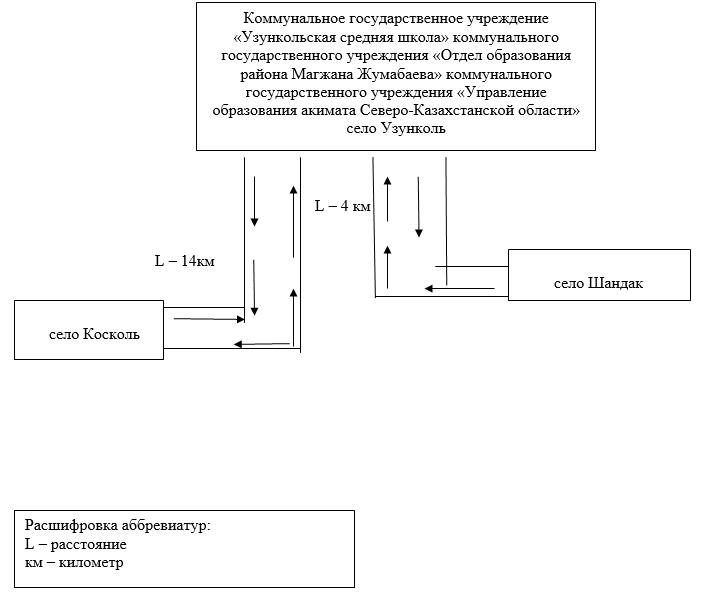 Коммунальное государственное учреждение
«Узункольская средняя школа» коммунального
государственного учреждения «Отдел образования
района Магжана Жумабаева» коммунального
государственного учреждения «Управление
образования акимата Северо-Казахстанской области»
село Узунколь
L – 4 км
L – 14км
село Шандак
село Косколь
Расшифровка аббревиатур:
L – расстояние
км – километр